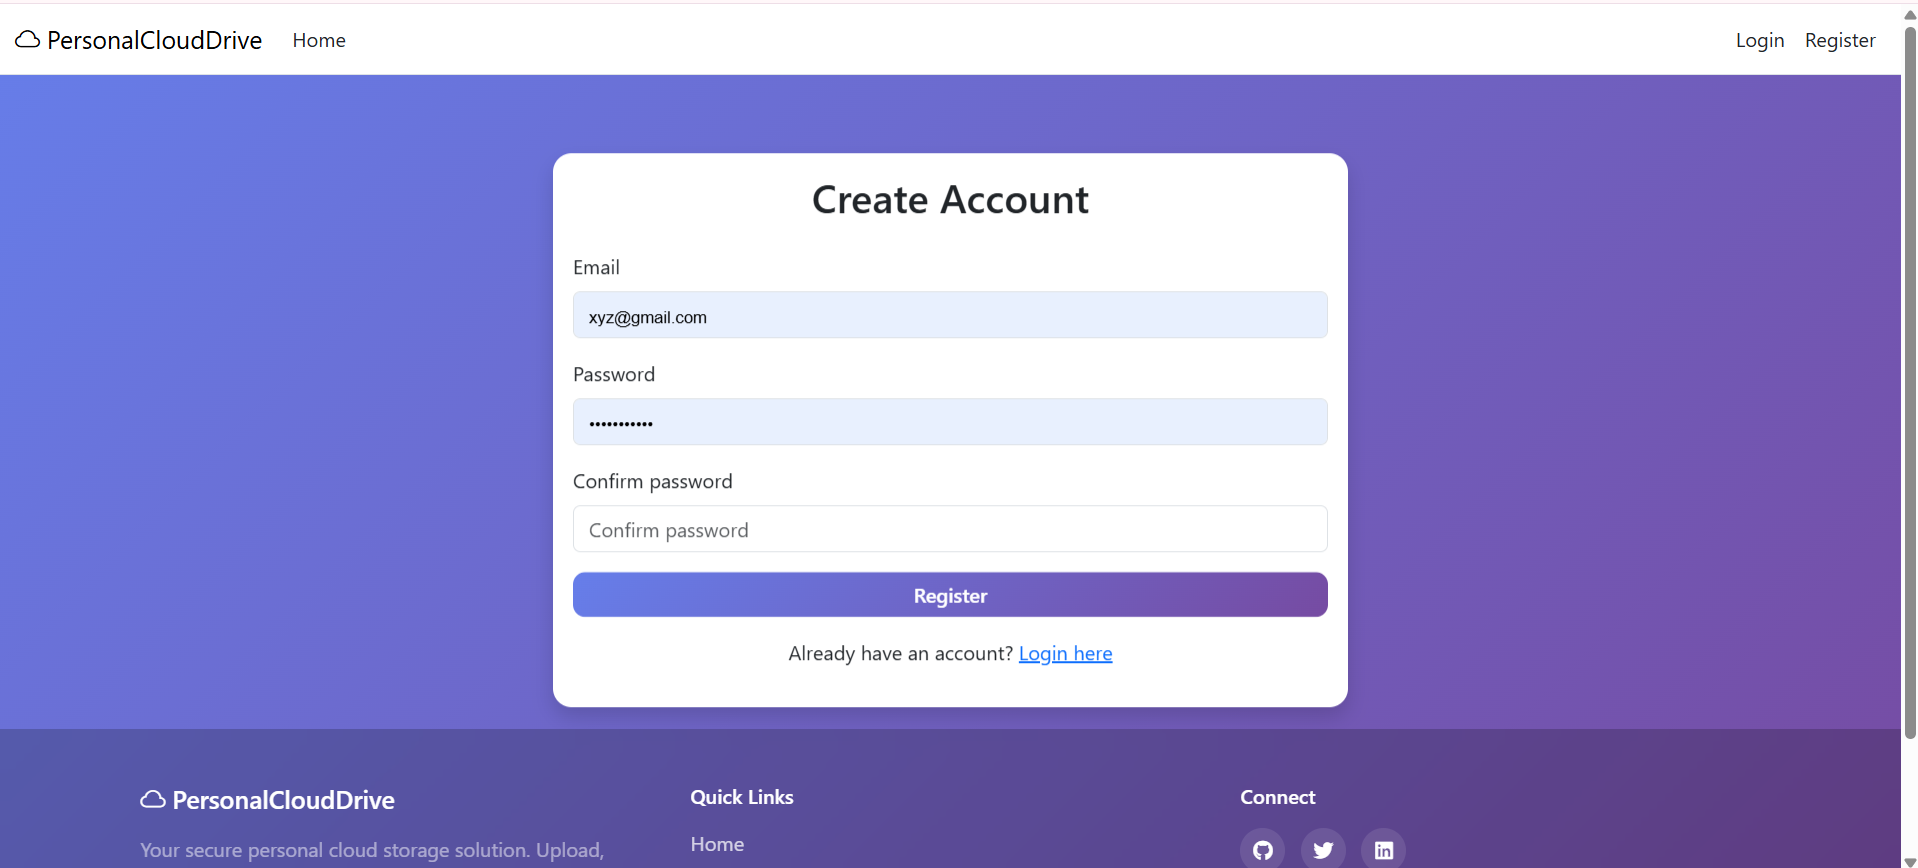 PersonalCloudDrive Home Login Register
Create Account
Email
xyz@gmail.com
Password
•••••••••••
Confirm password
Confirm password
Register
Already have an account? Login here
PersonalCloudDrive
Your secure personal cloud storage solution. Upload,
Quick Links
Home
Connect